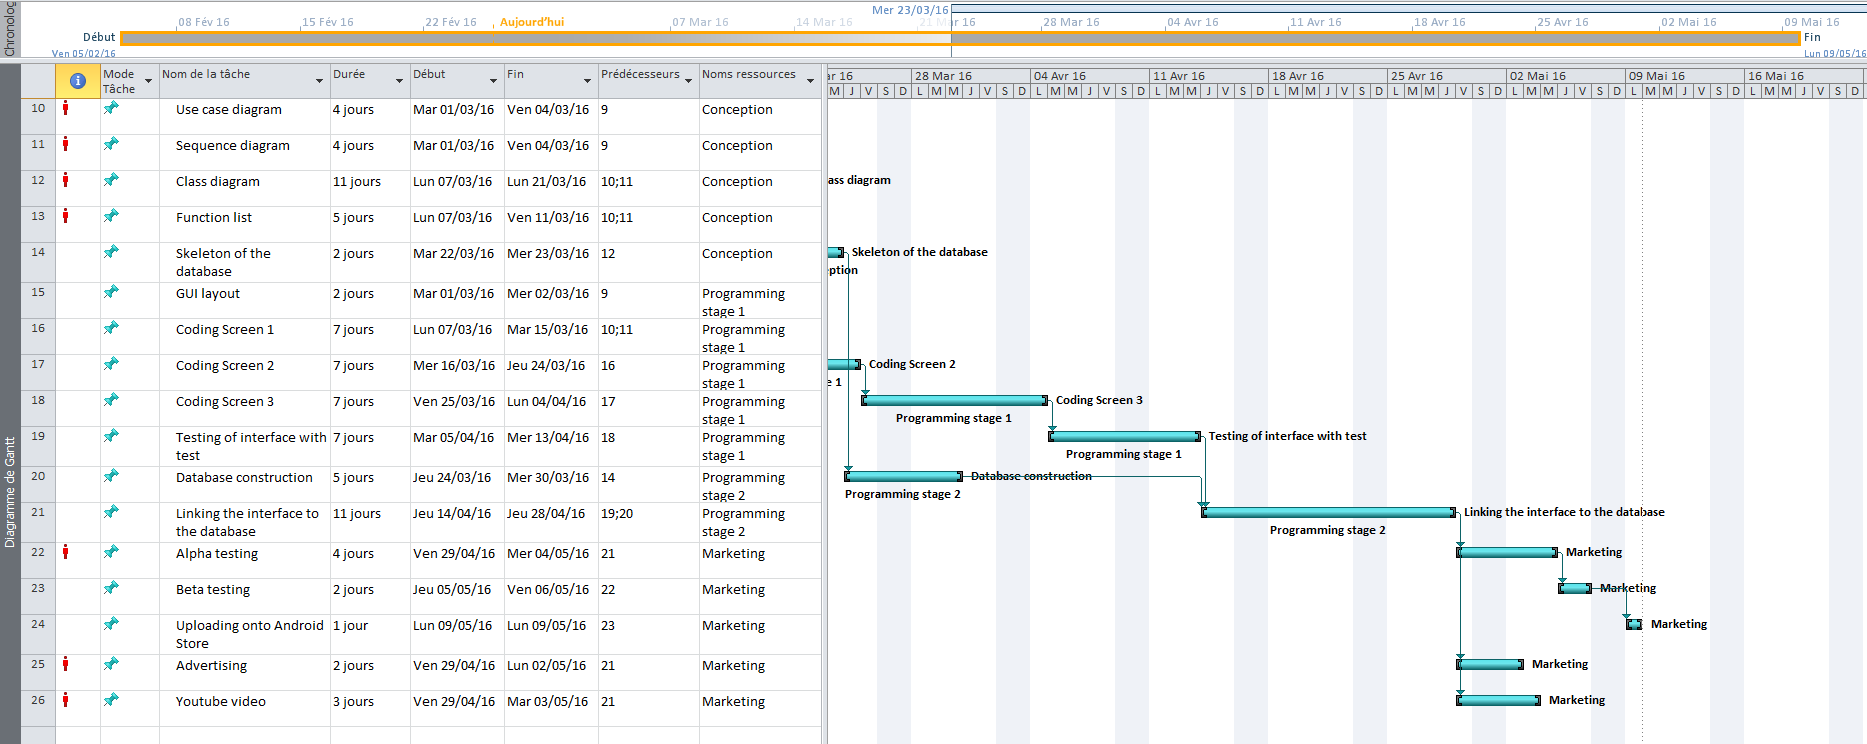 Mer 23/03/16
08 Fév 16 15 Fév 16 22 Fév 16 Aujourd'hui 07 Mar 16 14 Mar 16 21 Mar 16 28 Mar 16 04 Avr 16 11 Avr 16 18 Avr 16 25 Avr 16 02 Mai 16 09 Mai 16
Chronolog
Début Fin
Ven 05/02/16 Lun 09/05/16
Mode Tâche Nom de la tâche Durée Début Fin Prédécesseurs Noms ressources
ar 16 28 Mar 16 04 Avr 16 11 Avr 16 18 Avr 16 25 Avr 16 02 Mai 16 09 Mai 16 16 Mai 16
M J V S D L M M J V S D L M M J V S D L M M J V S D L M M J V S D L M M J V S D L M M J V S D L M M J V S D L M M J V S D
10 Use case diagram 4 jours Mar 01/03/16 Ven 04/03/16 9 Conception
11 Sequence diagram 4 jours Mar 01/03/16 Ven 04/03/16 9 Conception
12 Class diagram 11 jours Lun 07/03/16 Lun 21/03/16 10;11 Conception
ass diagram
13 Function list 5 jours Lun 07/03/16 Ven 11/03/16 10;11 Conception
14 Skeleton of the database 2 jours Mar 22/03/16 Mer 23/03/16 12 Conception
Skeleton of the database
eption
15 GUI layout 2 jours Mar 01/03/16 Mer 02/03/16 9 Programming stage 1
16 Coding Screen 1 7 jours Lun 07/03/16 Mar 15/03/16 10;11 Programming stage 1
17 Coding Screen 2 7 jours Mer 16/03/16 Jeu 24/03/16 16 Programming stage 1
Coding Screen 2
e 1
18 Coding Screen 3 7 jours Ven 25/03/16 Lun 04/04/16 17 Programming stage 1
Coding Screen 3
Programming stage 1
19 Testing of interface with test 7 jours Mar 05/04/16 Mer 13/04/16 18 Programming stage 1
Testing of interface with test
Programming stage 1
20 Database construction 5 jours Jeu 24/03/16 Mer 30/03/16 14 Programming stage 2
Database construction
Programming stage 2
21 Linking the interface to the database 11 jours Jeu 14/04/16 Jeu 28/04/16 19;20 Programming stage 2
Linking the interface to the database
Programming stage 2
22 Alpha testing 4 jours Ven 29/04/16 Mer 04/05/16 21 Marketing
Marketing
23 Beta testing 2 jours Jeu 05/05/16 Ven 06/05/16 22 Marketing
Marketing
24 Uploading onto Android Store 1 jour Lun 09/05/16 Lun 09/05/16 23 Marketing
Marketing
25 Advertising 2 jours Ven 29/04/16 Lun 02/05/16 21 Marketing
Marketing
26 Youtube video 3 jours Ven 29/04/16 Mar 03/05/16 21 Marketing
Marketing
Diagramme de Gantt